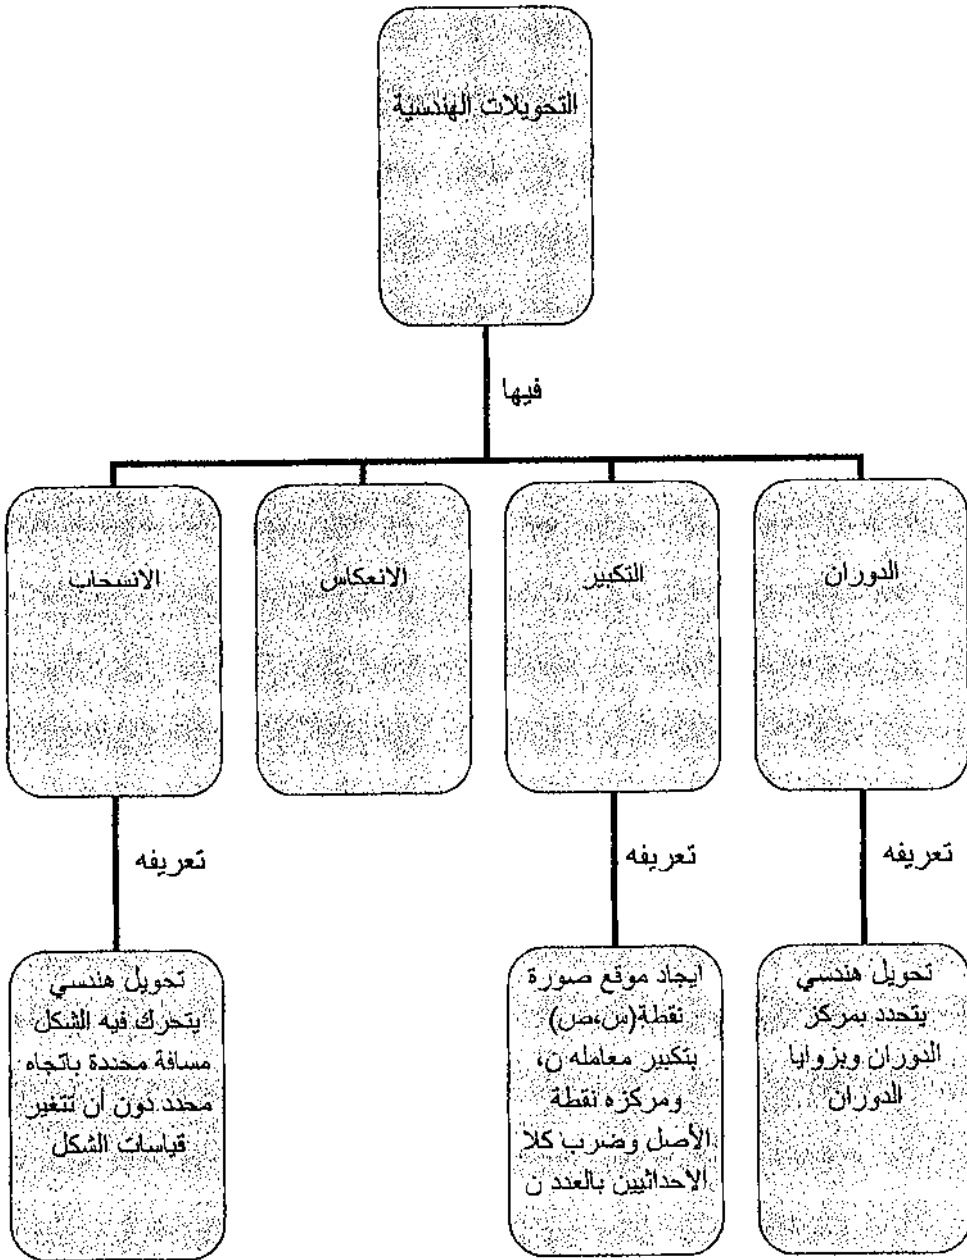 التحويلات الهندسية
فيها
الدوران
التكبير
الانعكاس
الانسحاب
تعريفه
تعريفه
تعريفه
تحويل هندسي
يتحدد بمركز
الدوران وبزوايا
الدوران
ايجاد موقع صورة
نقطة(س،ص)
بتكبير معامله ن،
ومركزه نقطة
الأصل وضرب كلا
الاحداثيين بالعدد ن
تحويل هندسي
يتحرك فيه الشكل
مسافة محددة باتجاه
محدد دون أن تتغير
قياسات الشكل